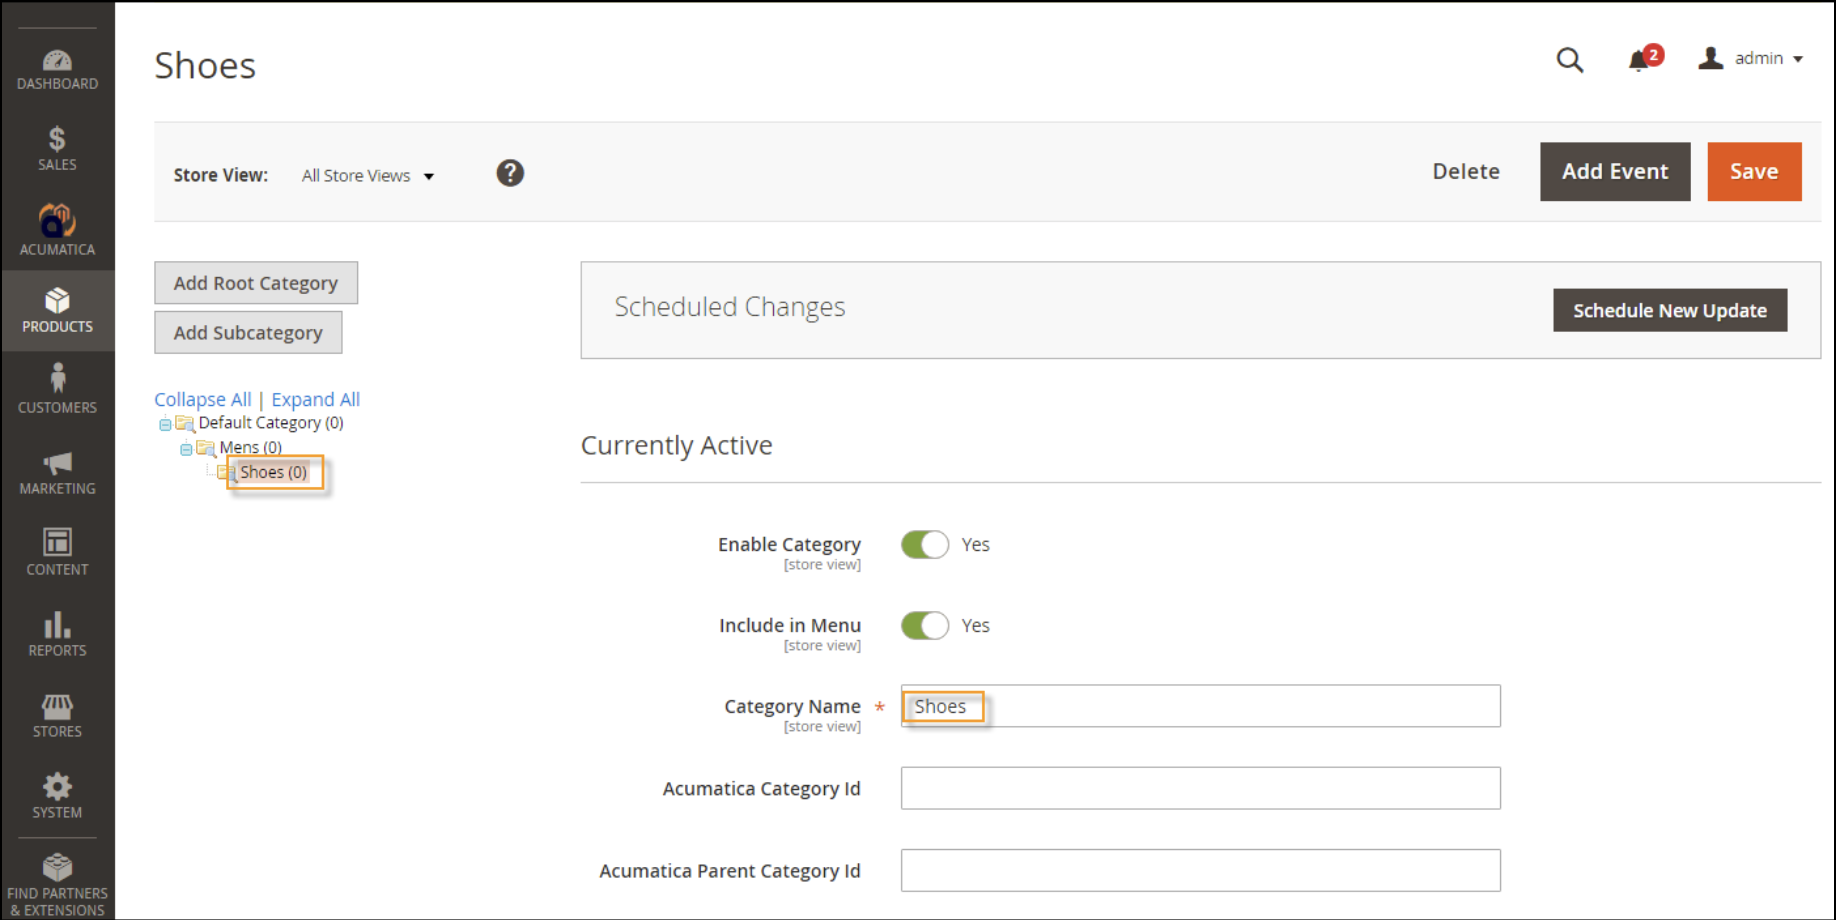 DASHBOARD
SALES
ACUMATICA
PRODUCTS
CUSTOMERS
MARKETING
CONTENT
REPORTS
STORES
SYSTEM
FIND PARTNERS
& EXTENSIONS
Shoes
2
admin
Store View:
All Store Views
?
Delete
Add Event
Save
Add Root Category
Add Subcategory
Collapse All | Expand All
Default Category (0)
Mens (0)
Shoes (0)
Scheduled Changes
Schedule New Update
Currently Active
Enable Category
[store view]
Yes
Include in Menu
[store view]
Yes
Category Name *
[store view]
Shoes
Acumatica Category Id
Acumatica Parent Category Id